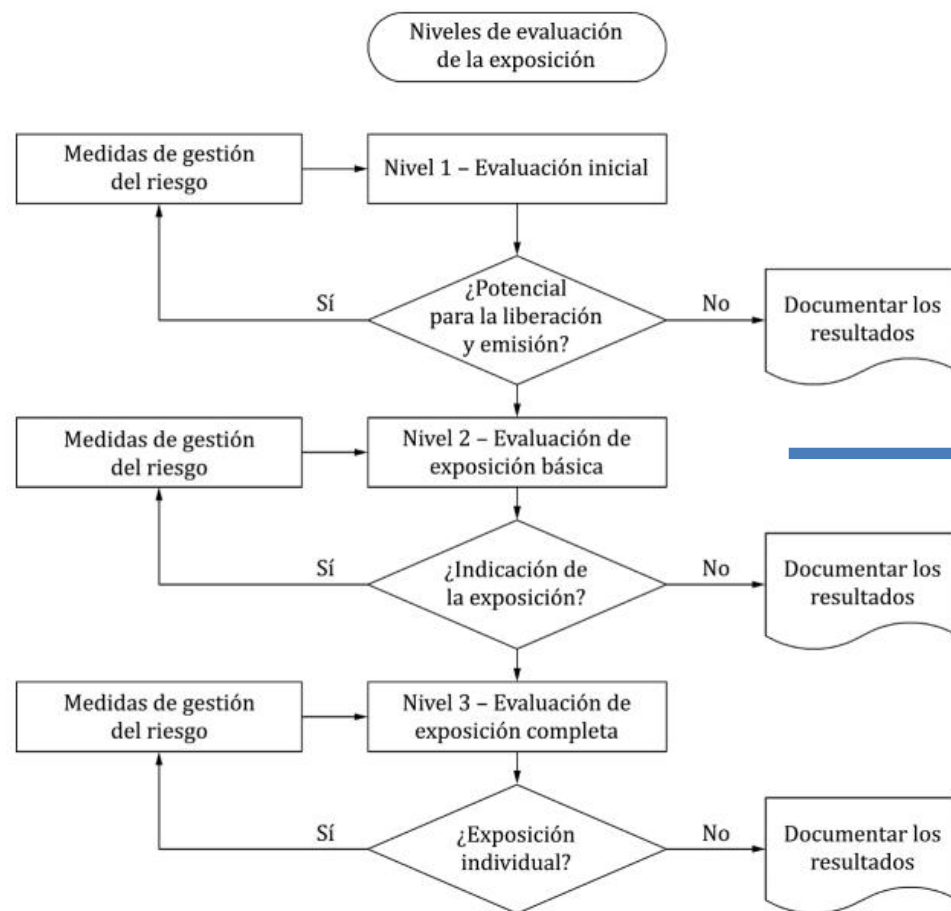 Niveles de evaluación
de la exposición
Medidas de gestión
del riesgo
Nivel 1 – Evaluación inicial
¿Potencial
para la liberación
y emisión?
Sí
No
Documentar los
resultados
Medidas de gestión
del riesgo
Nivel 2 – Evaluación de
exposición básica
¿Indicación de
la exposición?
Sí
No
Documentar los
resultados
Medidas de gestión
del riesgo
Nivel 3 – Evaluación de
exposición completa
¿Exposición
individual?
Sí
No
Documentar los
resultados